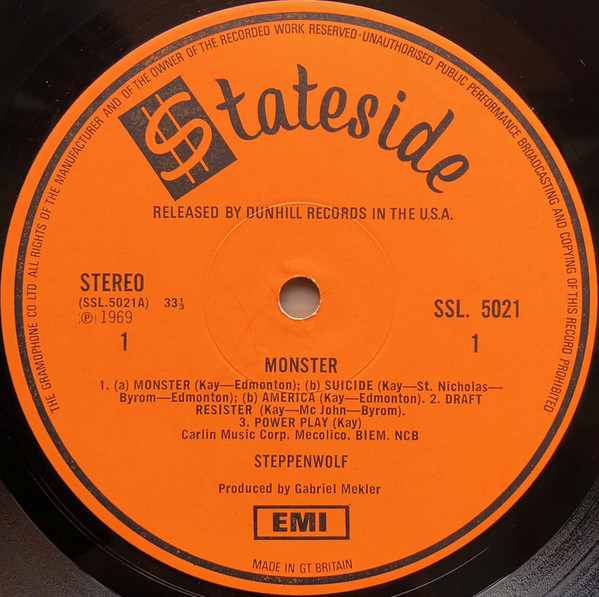 THE GRAMOPHONE CO LTD·ALL RIGHTS OF THE MANUFACTURER AND OF THE OWNER OF THE RECORDED WORK RESERVED·UNAUTHORISED PUBLIC PERFORMANCE BROADCASTING AND COPYING OF THIS RECORD PROHIBITED
$tateside
RELEASED BY DUNHILL RECORDS IN THE U.S.A.
STEREO
(SSL.5021A) 33⅓
Ⓟ 1969
1
SSL. 5021
1
MONSTER
1. (a) MONSTER (Kay—Edmonton); (b) SUICIDE (Kay—St. Nicholas—
Byrom—Edmonton); (b) AMERICA (Kay—Edmonton). 2. DRAFT
RESISTER (Kay—Mc John—Byrom).
3. POWER PLAY (Kay)
Carlin Music Corp. Mecolico. BIEM. NCB
STEPPENWOLF
Produced by Gabriel Mekler
EMI
MADE IN GT BRITAIN